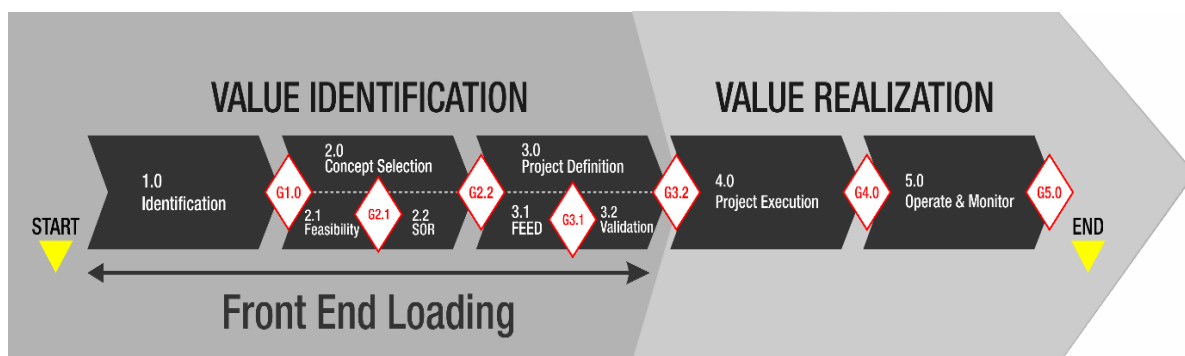 VALUE IDENTIFICATION
VALUE REALIZATION
START
1.0
Identification
G1.0
2.0
Concept Selection
2.1
Feasibility
G2.1
2.2
SOR
G2.2
3.0
Project Definition
3.1
FEED
G3.1
3.2
Validation
G3.2
4.0
Project Execution
G4.0
5.0
Operate & Monitor
G5.0
END
Front End Loading